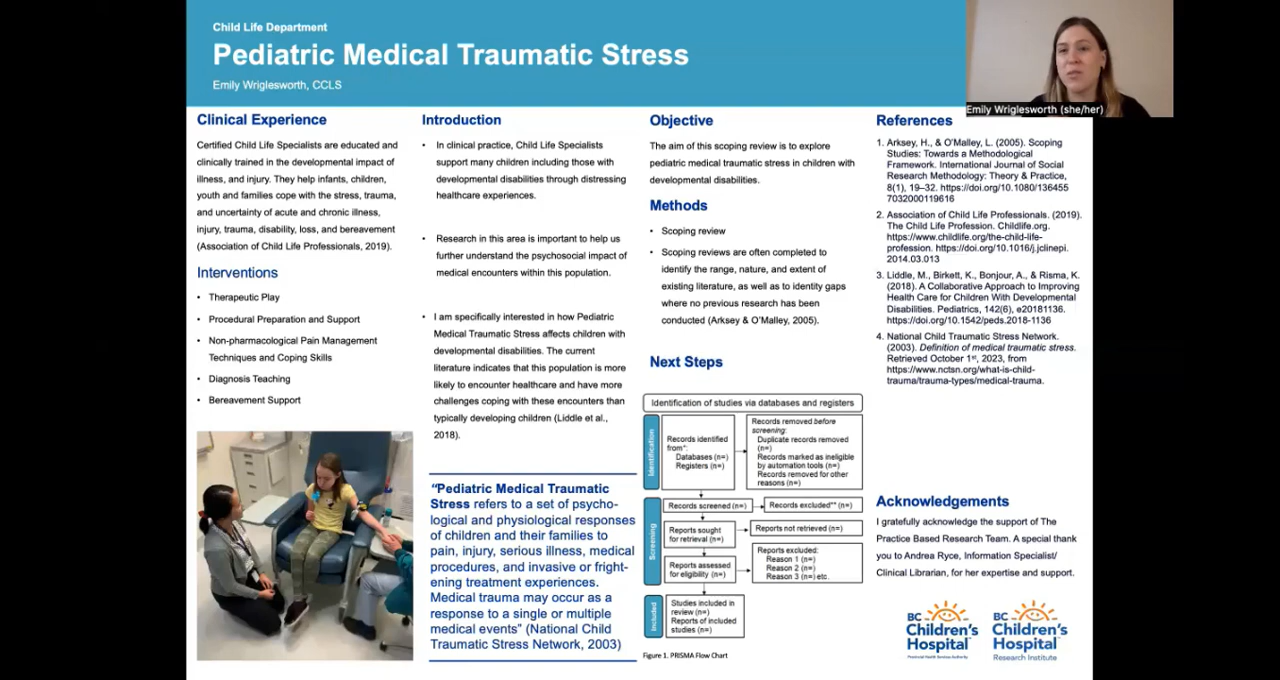 Child Life Department
Pediatric Medical Traumatic Stress
Emily Wriglesworth, CCLS
Emily Wriglesworth (she/her)
Clinical Experience
Certified Child Life Specialists are educated and
clinically trained in the developmental impact of
illness, and injury. They help infants, children,
youth and families cope with the stress, trauma,
and uncertainty of acute and chronic illness,
injury, trauma, disability, loss, and bereavement
(Association of Child Life Professionals, 2019).
Interventions
• Therapeutic Play
• Procedural Preparation and Support
• Non-pharmacological Pain Management
Techniques and Coping Skills
• Diagnosis Teaching
• Bereavement Support
Introduction
• In clinical practice, Child Life Specialists
support many children including those with
developmental disabilities through distressing
healthcare experiences.
• Research in this area is important to help us
further understand the psychosocial impact of
medical encounters within this population.
• I am specifically interested in how Pediatric
Medical Traumatic Stress affects children with
developmental disabilities. The current
literature indicates that this population is more
likely to encounter healthcare and have more
challenges coping with these encounters than
typically developing children (Liddle et al.,
2018).
“Pediatric Medical Traumatic
Stress refers to a set of psycho-
logical and physiological responses
of children and their families to
pain, injury, serious illness, medical
procedures, and invasive or fright-
ening treatment experiences.
Medical trauma may occur as a
response to a single or multiple
medical events” (National Child
Traumatic Stress Network, 2003)
Objective
The aim of this scoping review is to explore
pediatric medical traumatic stress in children with
developmental disabilities.
Methods
• Scoping review
• Scoping reviews are often completed to
identify the range, nature, and extent of
existing literature, as well as to identity gaps
where no previous research has been
conducted (Arksey & O'Malley, 2005).
Next Steps
Identification of studies via databases and registers
Identification
Records identified
from*:
Databases (n=)
Registers (n=)
Records removed before
screening:
Duplicate records removed
(n=)
Records marked as ineligible
by automation tools (n=)
Records removed for other
reasons (n=)
Screening
Records screened (n=)
Records excluded** (n=)
Reports sought
for retrieval (n=)
Reports not retrieved (n=)
Reports assessed
for eligibility (n=)
Reports excluded:
Reason 1 (n=)
Reason 2 (n=)
Reason 3 (n=) etc.
Included
Studies included in
review (n=)
Reports of included
studies (n=)
Figure 1. PRISMA Flow Chart
References
1. Arksey, H., & O'Malley, L. (2005). Scoping
Studies: Towards a Methodological
Framework. International Journal of Social
Research Methodology: Theory & Practice,
8(1), 19–32. https://doi.org/10.1080/136455
7032000119616
2. Association of Child Life Professionals. (2019).
The Child Life Profession. Childlife.org.
https://www.childlife.org/the-child-life-
profession. https://doi.org/10.1016/j.jclinepi.
2014.03.013
3. Liddle, M., Birkett, K., Bonjour, A., & Risma, K.
(2018). A Collaborative Approach to Improving
Health Care for Children With Developmental
Disabilities. Pediatrics, 142(6), e20181136.
https://doi.org/10.1542/peds.2018-1136
4. National Child Traumatic Stress Network.
(2003). Definition of medical traumatic stress.
Retrieved October 1st, 2023, from
https://www.nctsn.org/what-is-child-
trauma/trauma-types/medical-trauma.
Acknowledgements
I gratefully acknowledge the support of The
Practice Based Research Team. A special thank
you to Andrea Ryce, Information Specialist/
Clinical Librarian, for her expertise and support.
BC
Children's
Hospital
Provincial Health Services Authority
BC
Children's
Hospital
Research Institute